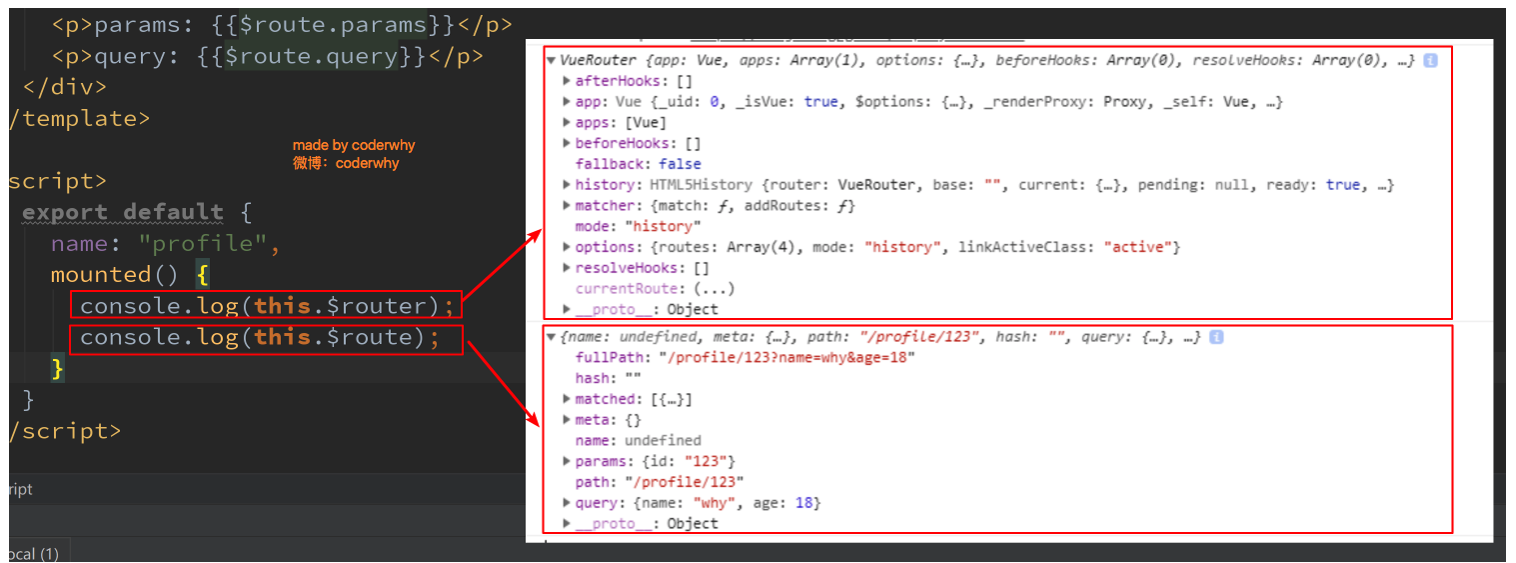 <p>params: {{$route.params}}</p>
<p>query: {{$route.query}}</p>
</div>
/template>
made by coderwhy
微博：coderwhy
script>
export default {
name: "profile",
mounted() {
console.log(this.$router);
console.log(this.$route);
}
}
/script>
ript
ocal (1)
▼VueRouter {app: Vue, apps: Array(1), options: {…}, beforeHooks: Array(0), resolveHooks: Array(0), …} i
▶afterHooks: []
▶app: Vue {_uid: 0, _isVue: true, $options: {…}, _renderProxy: Proxy, _self: Vue, …}
▶apps: [Vue]
▶beforeHooks: []
fallback: false
▶history: HTML5History {router: VueRouter, base: "", current: {…}, pending: null, ready: true, …}
▶matcher: {match: ƒ, addRoutes: ƒ}
mode: "history"
▶options: {routes: Array(4), mode: "history", linkActiveClass: "active"}
▶resolveHooks: []
currentRoute: (...)
▶__proto__: Object
▼{name: undefined, meta: {…}, path: "/profile/123", hash: "", query: {…}, …} i
fullPath: "/profile/123?name=why&age=18"
hash: ""
▶matched: [{…}]
▶meta: {}
name: undefined
▶params: {id: "123"}
path: "/profile/123"
▶query: {name: "why", age: 18}
▶__proto__: Object